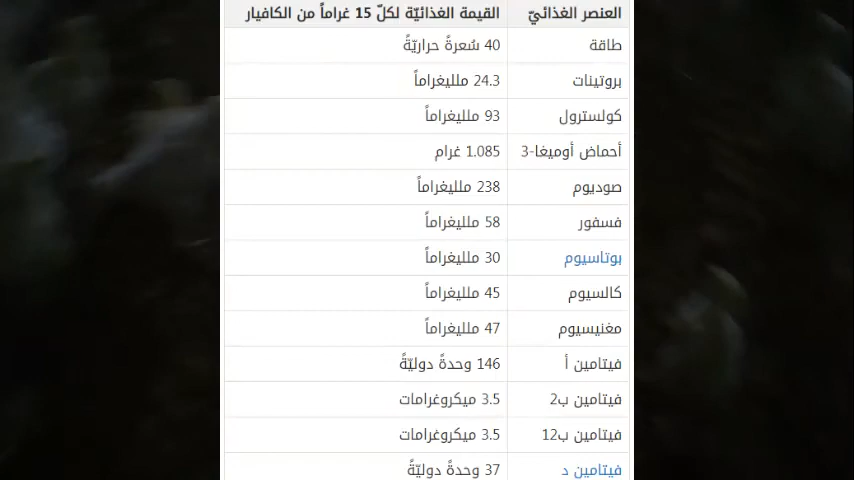 العنصر الغذائيّ القيمة الغذائيّة لكلّ 15 غراماً من الكافيار
طاقة 40 سُعرةً حراريّةً
بروتينات 24.3 ملليغراماً
كولسترول 93 ملليغراماً
أحماض أوميغا-3 1.085 غرام
صوديوم 238 ملليغراماً
فسفور 58 ملليغراماً
بوتاسيوم 30 ملليغراماً
كالسيوم 45 ملليغراماً
مغنيسيوم 47 ملليغراماً
فيتامين أ 146 وحدةً دوليّةً
فيتامين ب2 3.5 ميكروغرامات
فيتامين ب12 3.5 ميكروغرامات
فيتامين د 37 وحدةً دوليّةً